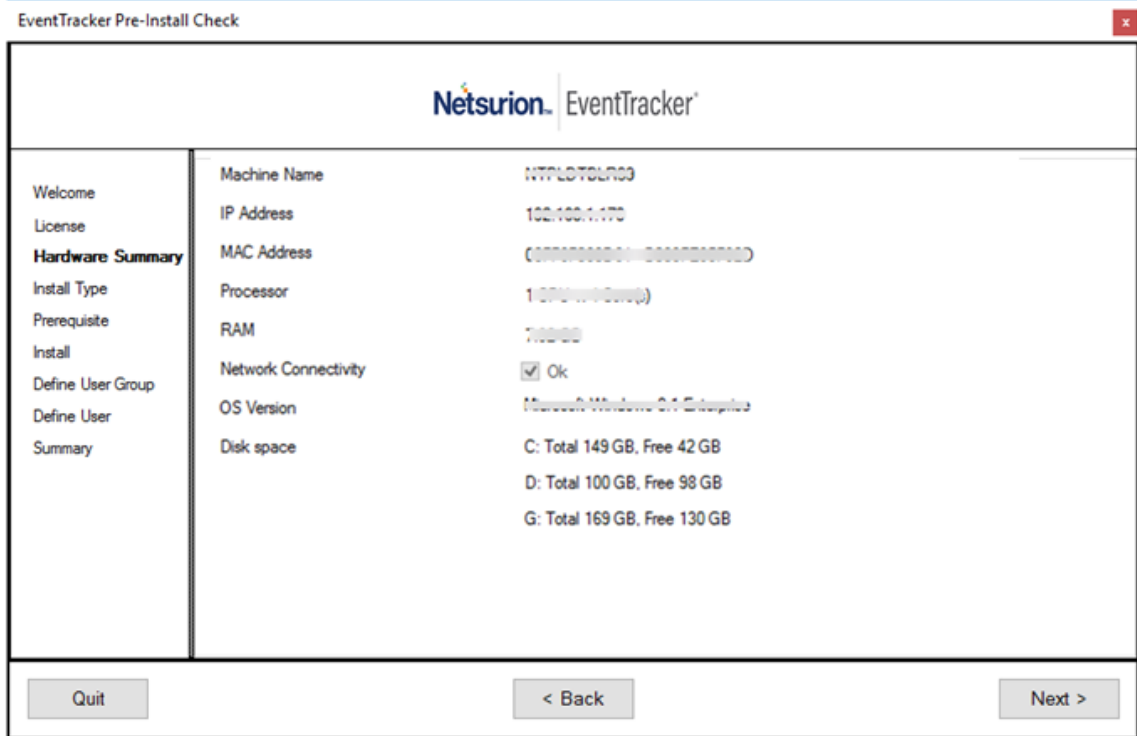 EventTracker Pre-Install Check
x
Netsurion™ EventTracker®
Welcome
License
Hardware Summary
Install Type
Prerequisite
Install
Define User Group
Define User
Summary
Machine Name
IP Address
MAC Address
Processor
RAM
Network Connectivity Ok
OS Version
Disk space C: Total 149 GB, Free 42 GB
D: Total 100 GB, Free 98 GB
G: Total 169 GB, Free 130 GB
Quit < Back Next >